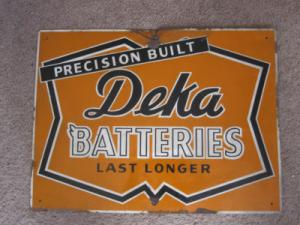 PRECISION BUILT
Deka
BATTERIES
LAST LONGER